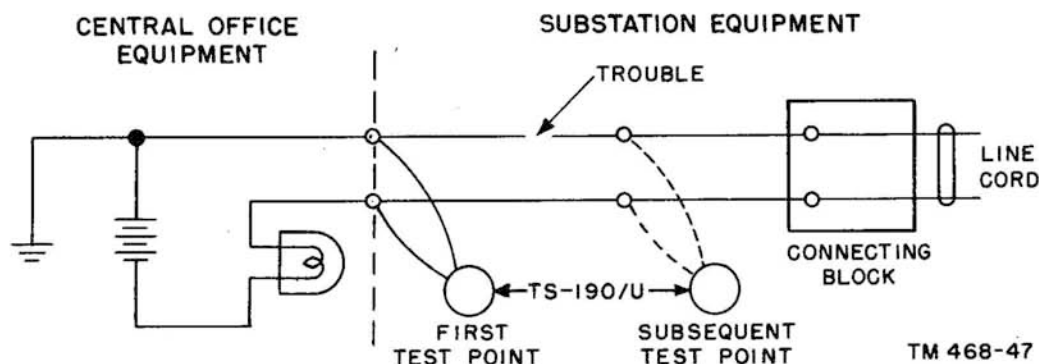 CENTRAL OFFICE
EQUIPMENT
SUBSTATION EQUIPMENT
TROUBLE
LINE
CORD
CONNECTING
BLOCK
TS-190/U
FIRST
TEST POINT
SUBSEQUENT
TEST POINT
TM 468-47